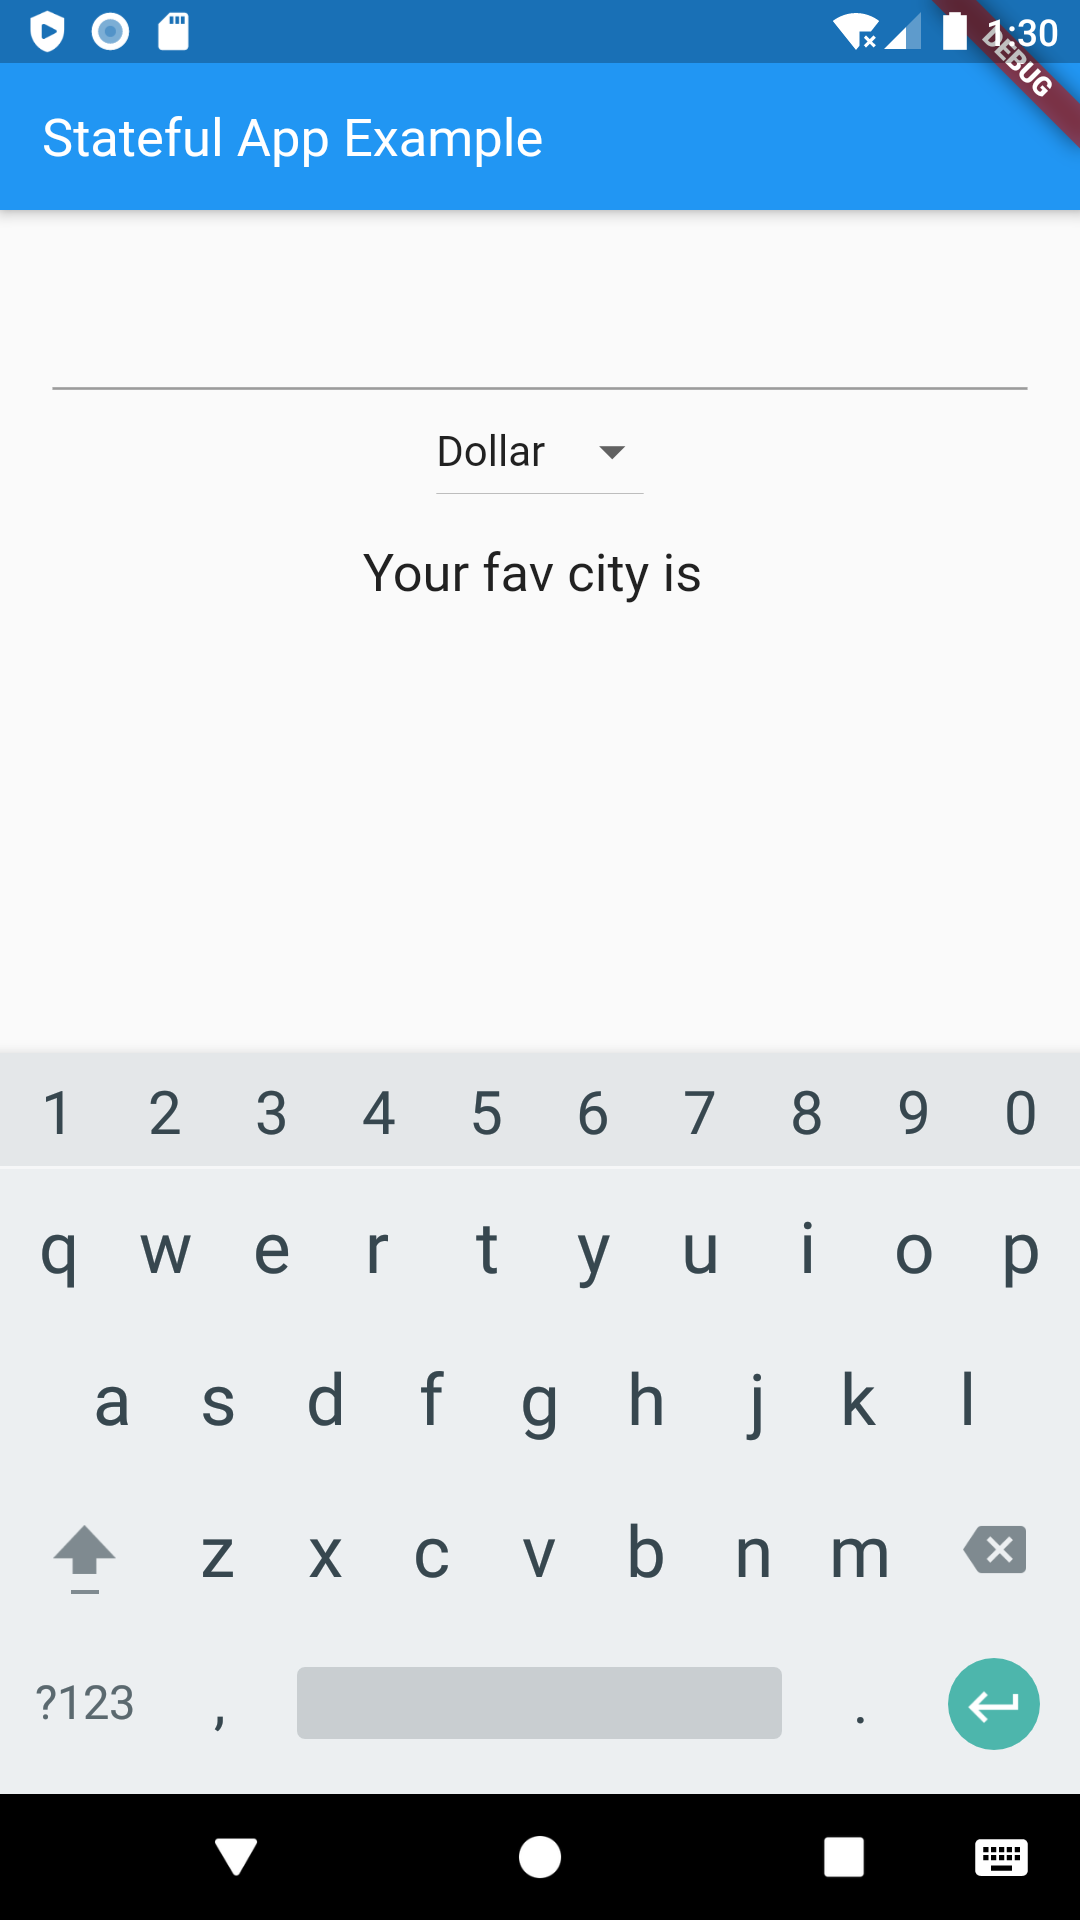 1:30
DEBUG
Stateful App Example
Dollar
Your fav city is
1 2 3 4 5 6 7 8 9 0
q w e r t y u i o p
a s d f g h j k l
z x c v b n m
?123 , .